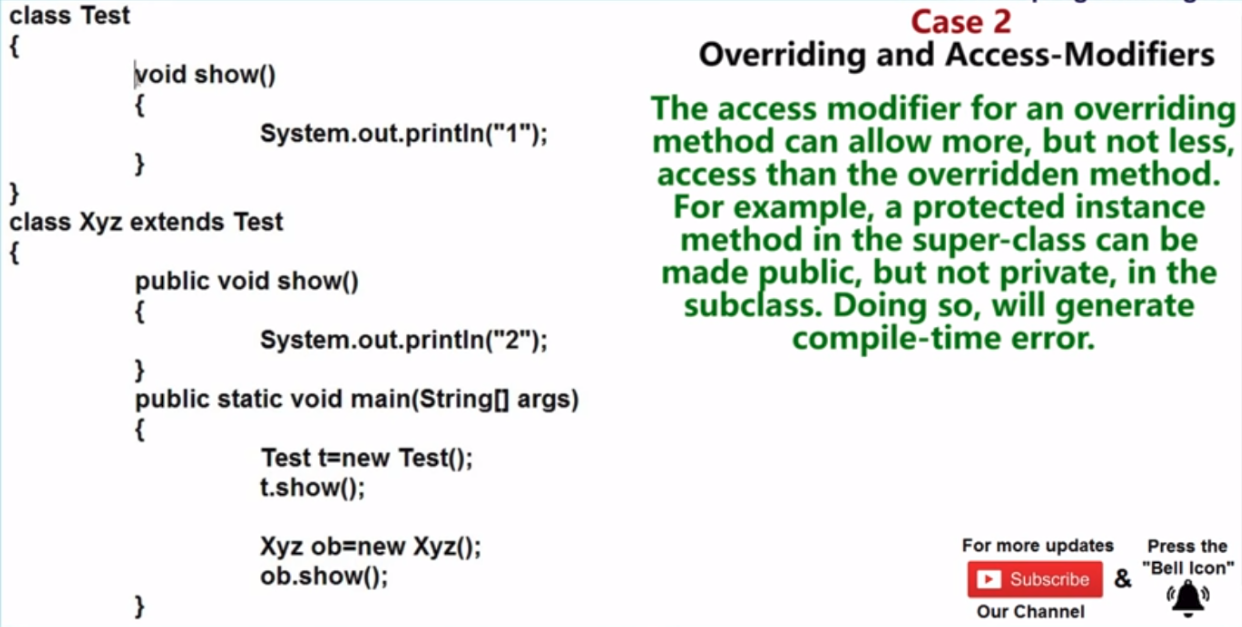 class Test
{
void show()
{
System.out.println("1");
}
}
class Xyz extends Test
{
public void show()
{
System.out.println("2");
}
public static void main(String[] args)
{
Test t=new Test();
t.show();
Xyz ob=new Xyz();
ob.show();
}
Case 2
Overriding and Access-Modifiers
The access modifier for an overriding
method can allow more, but not less,
access than the overridden method.
For example, a protected instance
method in the super-class can be
made public, but not private, in the
subclass. Doing so, will generate
compile-time error.
For more updates
Subscribe
Our Channel
&
Press the
"Bell Icon"